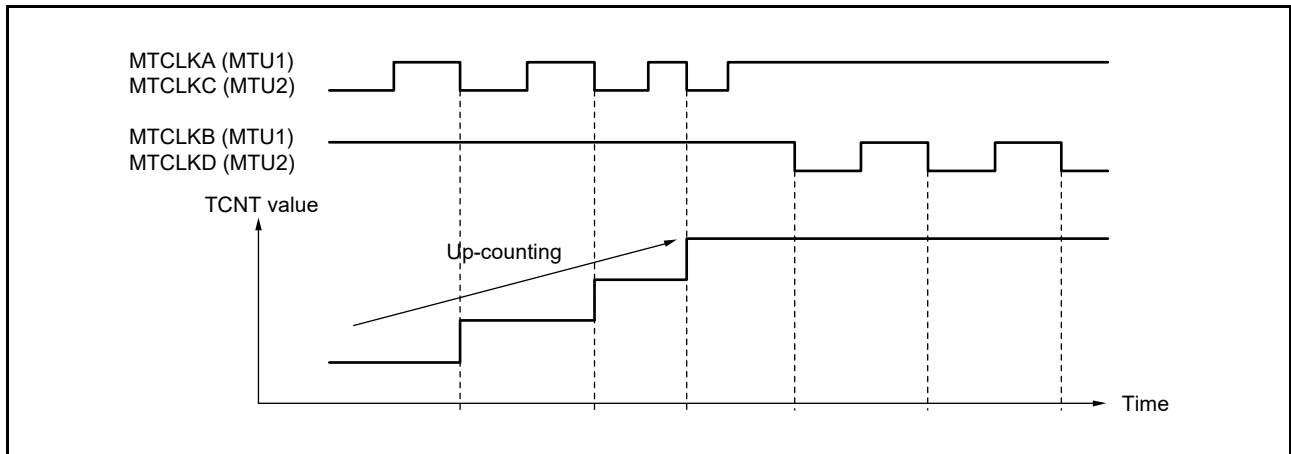 MTCLKA (MTU1)
MTCLKC (MTU2)
MTCLKB (MTU1)
MTCLKD (MTU2)
TCNT value
Up-counting
Time